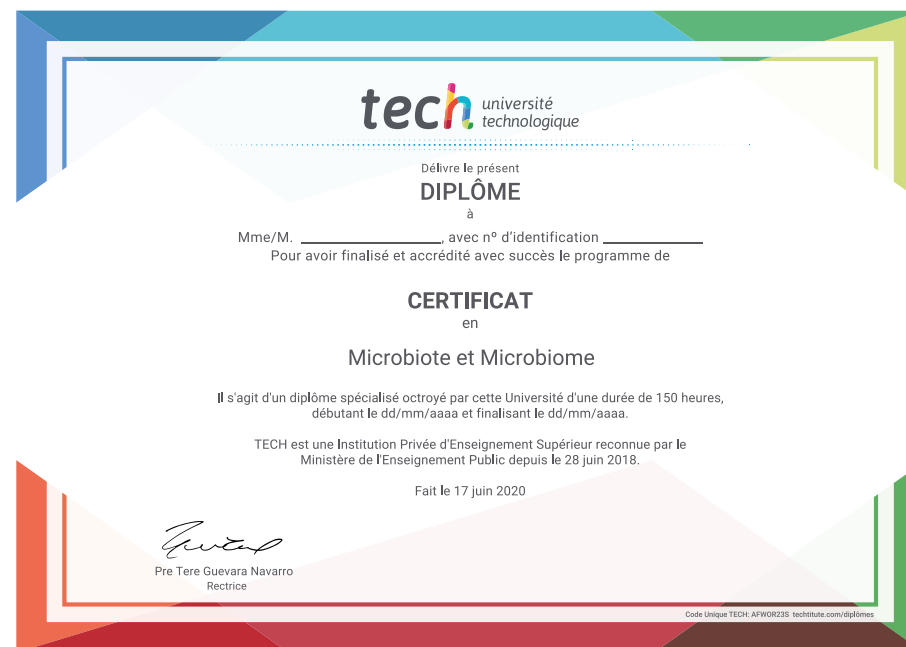 tech université
technologique
Délivre le présent
DIPLÔME
à
Mme/M. ____________________, avec nº d'identification ______________
Pour avoir finalisé et accrédité avec succès le programme de
CERTIFICAT
en
Microbiote et Microbiome
Il s'agit d'un diplôme spécialisé octroyé par cette Université d'une durée de 150 heures,
débutant le dd/mm/aaaa et finalisant le dd/mm/aaaa.
TECH est une Institution Privée d'Enseignement Supérieur reconnue par le
Ministère de l'Enseignement Public depuis le 28 juin 2018.
Fait le 17 juin 2020
Pre Tere Guevara Navarro
Rectrice
Code Unique TECH: AFWOR23S techtitute.com/diplômes